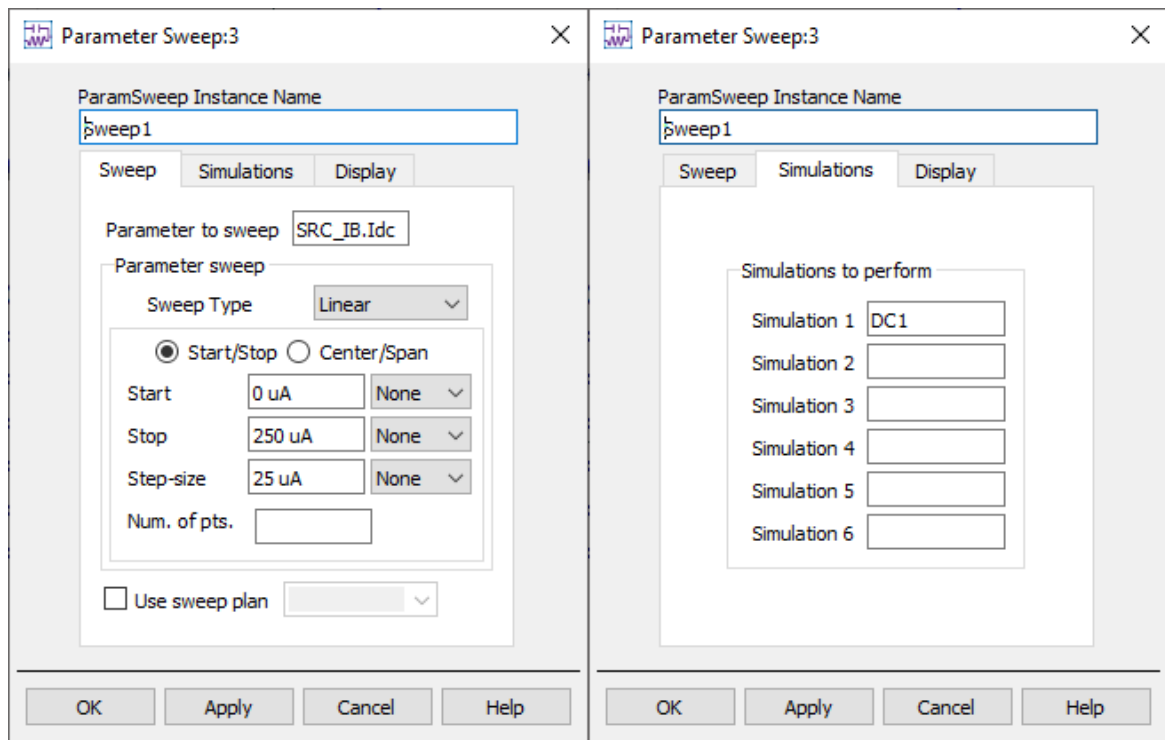 Parameter Sweep:3
ParamSweep Instance Name
Sweep1
Sweep Simulations Display
Parameter to sweep SRC_IB.Idc
Parameter sweep
Sweep Type Linear
Start/Stop Center/Span
Start 0 uA None
Stop 250 uA None
Step-size 25 uA None
Num. of pts.
Use sweep plan
OK Apply Cancel Help
Parameter Sweep:3
ParamSweep Instance Name
Sweep1
Sweep Simulations Display
Simulations to perform
Simulation 1 DC1
Simulation 2
Simulation 3
Simulation 4
Simulation 5
Simulation 6
OK Apply Cancel Help